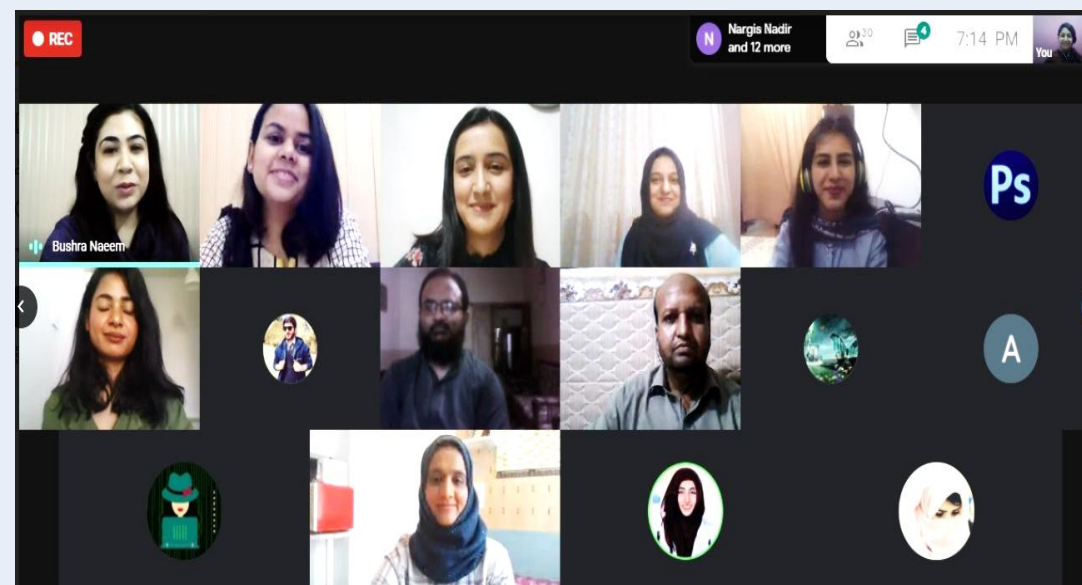 REC
N
Nargis Nadir
and 12 more
30
4
7:14 PM
You
Bushra Naeem
Ps
A